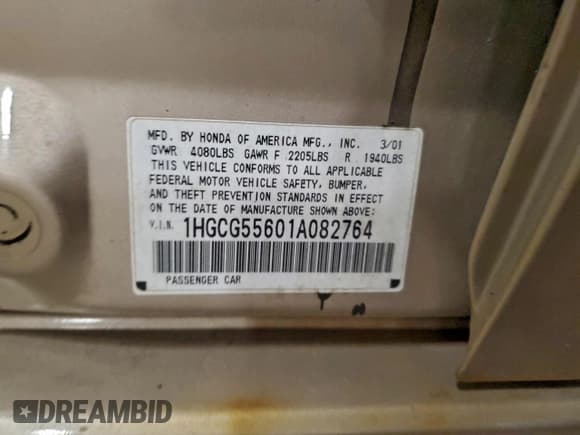 MFD. BY HONDA OF AMERICA MFG., INC. 3/01
GVWR 4080LBS GAWR F 2205LBS R 1940LBS
THIS VEHICLE CONFORMS TO ALL APPLICABLE
FEDERAL MOTOR VEHICLE SAFETY, BUMPER,
AND THEFT PREVENTION STANDARDS IN EFFECT
ON THE DATE OF MANUFACTURE SHOWN ABOVE:
V.I.N. 1HGCG55601A082764
PASSENGER CAR
DREAMBID